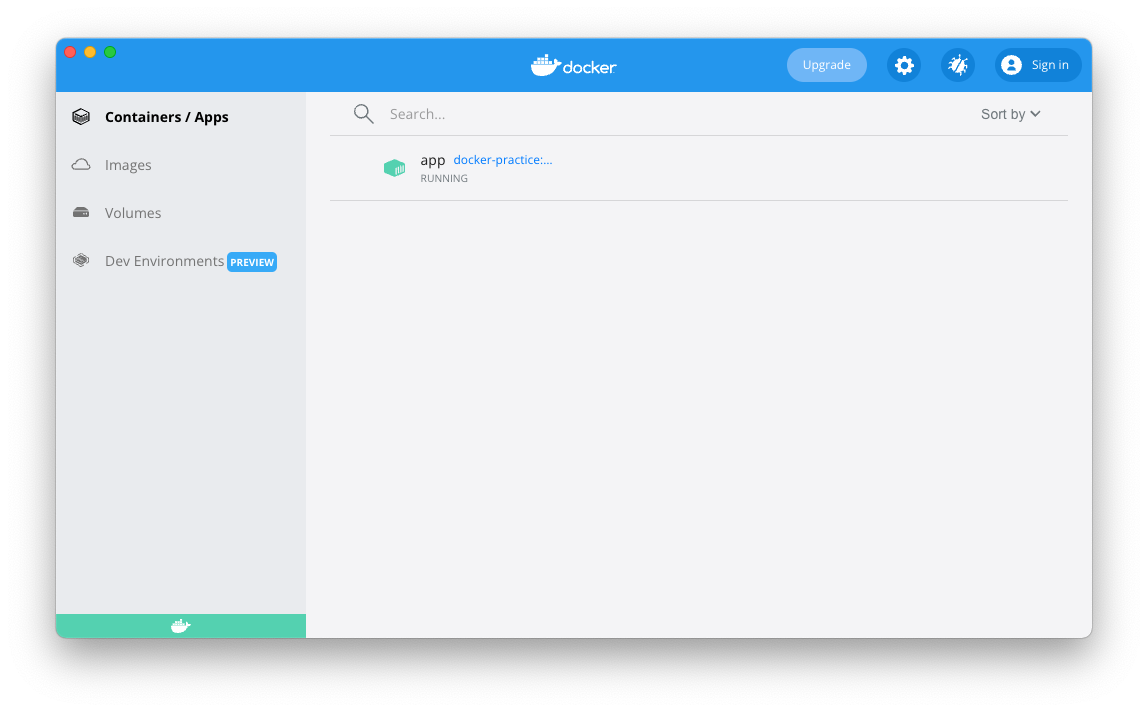 docker
Upgrade
Sign in
Containers / Apps
Images
Volumes
Dev Environments PREVIEW
Search...
Sort by
app docker-practice:...
RUNNING